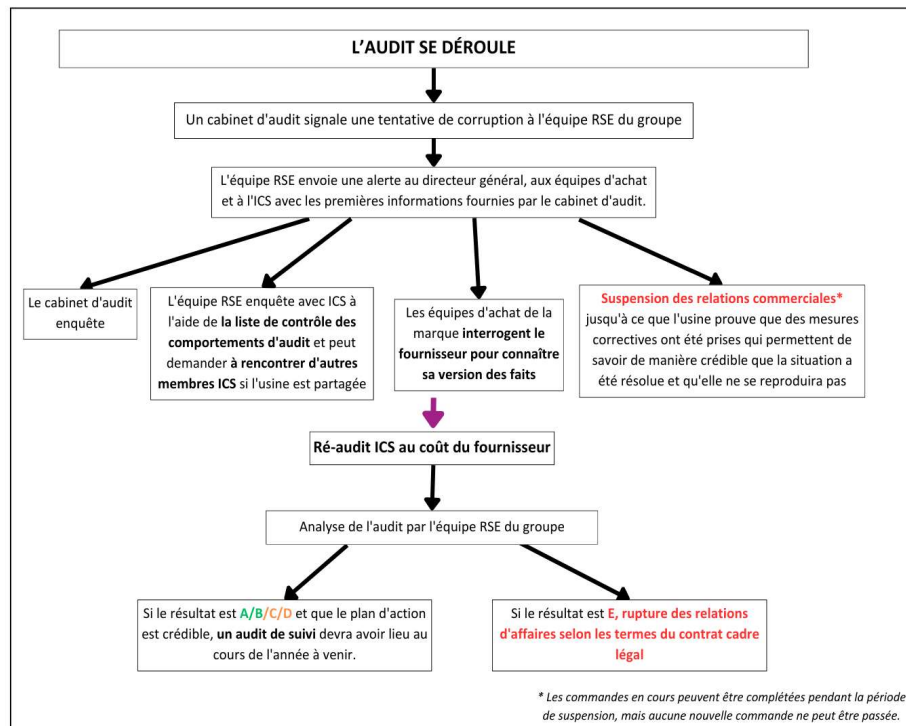 L'AUDIT SE DÉROULE
Un cabinet d'audit signale une tentative de corruption à l'équipe RSE du groupe
L'équipe RSE envoie une alerte au directeur général, aux équipes d'achat
et à l'ICS avec les premières informations fournies par le cabinet d'audit.
Le cabinet d'audit
enquête
L'équipe RSE enquête avec ICS à
l'aide de la liste de contrôle des
comportements d'audit et peut
demander à rencontrer d'autres
membres ICS si l'usine est partagée
Les équipes d'achat de la
marque interrogent le
fournisseur pour connaître
sa version des faits
Suspension des relations commerciales*
jusqu'à ce que l'usine prouve que des mesures
correctives ont été prises qui permettent de
savoir de manière crédible que la situation a
été résolue et qu'elle ne se reproduira pas
Ré-audit ICS au coût du fournisseur
Analyse de l'audit par l'équipe RSE du groupe
Si le résultat est A/B/C/D et que le plan d'action
est crédible, un audit de suivi devra avoir lieu au
cours de l'année à venir.
Si le résultat est E, rupture des relations
d'affaires selon les termes du contrat cadre
légal
* Les commandes en cours peuvent être complétées pendant la période
de suspension, mais aucune nouvelle commande ne peut être passée.